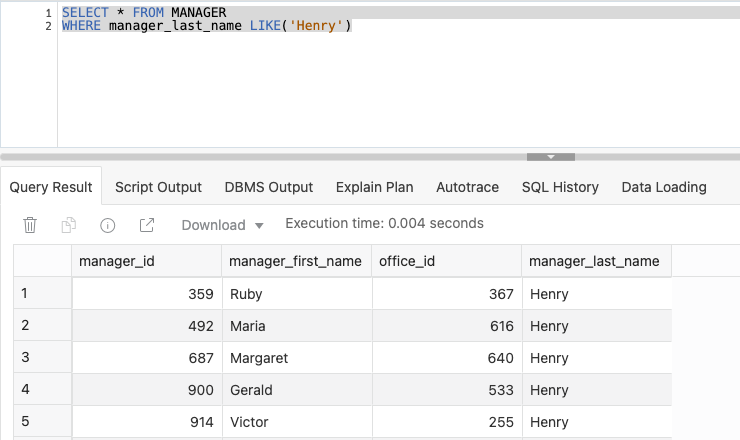 1 SELECT * FROM MANAGER
2 WHERE manager_last_name LIKE('Henry')
Query Result Script Output DBMS Output Explain Plan Autotrace SQL History Data Loading
Download Execution time: 0.004 seconds
manager_id manager_first_name office_id manager_last_name
1 359 Ruby 367 Henry
2 492 Maria 616 Henry
3 687 Margaret 640 Henry
4 900 Gerald 533 Henry
5 914 Victor 255 Henry